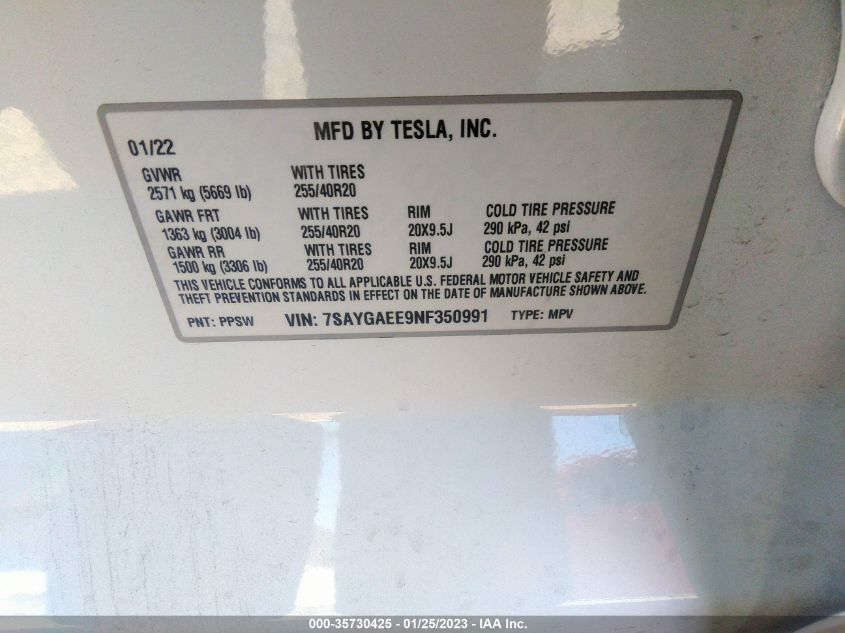 MFD BY TESLA, INC.
01/22
GVWR WITH TIRES
2571 kg (5669 lb) 255/40R20
GAWR FRT WITH TIRES RIM COLD TIRE PRESSURE
1363 kg (3004 lb) 255/40R20 20X9.5J 290 kPa, 42 psi
GAWR RR WITH TIRES RIM COLD TIRE PRESSURE
1500 kg (3306 lb) 255/40R20 20X9.5J 290 kPa, 42 psi
THIS VEHICLE CONFORMS TO ALL APPLICABLE U.S. FEDERAL MOTOR VEHICLE SAFETY AND
THEFT PREVENTION STANDARDS IN EFFECT ON THE DATE OF MANUFACTURE SHOWN ABOVE.
PNT: PPSW VIN: 7SAYGAEE9NF350991 TYPE: MPV
000-35730425 - 01/25/2023 - IAA Inc.